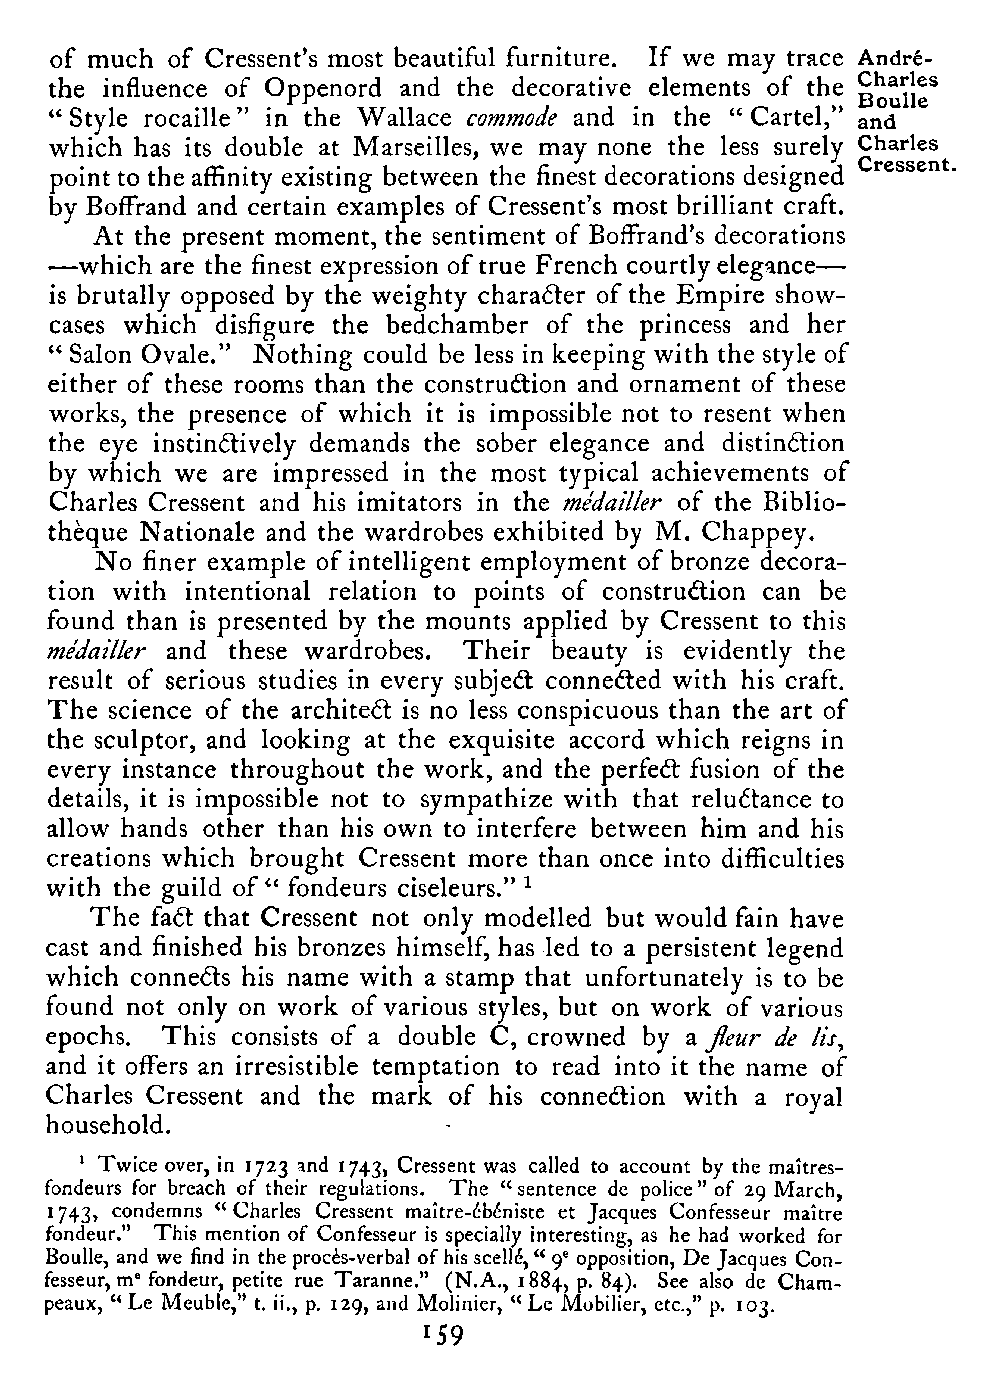 of much of Cressent's most beautiful furniture. If we may trace
the influence of Oppenord and the decorative elements of the
“Style rocaille” in the Wallace commode and in the “Cartel,”
which has its double at Marseilles, we may none the less surely
point to the affinity existing between the finest decorations designed
by Boffrand and certain examples of Cressent's most brilliant craft.
André-
Charles
Boulle
and
Charles
Cressent.
At the present moment, the sentiment of Boffrand's decorations
—which are the finest expression of true French courtly elegance—
is brutally opposed by the weighty character of the Empire show-
cases which disfigure the bedchamber of the princess and her
“Salon Ovale.” Nothing could be less in keeping with the style of
either of these rooms than the construction and ornament of these
works, the presence of which it is impossible not to resent when
the eye instinctively demands the sober elegance and distinction
by which we are impressed in the most typical achievements of
Charles Cressent and his imitators in the médailler of the Biblio-
thèque Nationale and the wardrobes exhibited by M. Chappey.
No finer example of intelligent employment of bronze decora-
tion with intentional relation to points of construction can be
found than is presented by the mounts applied by Cressent to this
médailler and these wardrobes. Their beauty is evidently the
result of serious studies in every subject connected with his craft.
The science of the architect is no less conspicuous than the art of
the sculptor, and looking at the exquisite accord which reigns in
every instance throughout the work, and the perfect fusion of the
details, it is impossible not to sympathize with that reluctance to
allow hands other than his own to interfere between him and his
creations which brought Cressent more than once into difficulties
with the guild of “fondeurs ciseleurs.” ¹
The fact that Cressent not only modelled but would fain have
cast and finished his bronzes himself, has led to a persistent legend
which connects his name with a stamp that unfortunately is to be
found not only on work of various styles, but on work of various
epochs. This consists of a double C, crowned by a fleur de lis,
and it offers an irresistible temptation to read into it the name of
Charles Cressent and the mark of his connection with a royal
household.
¹ Twice over, in 1723 and 1743, Cressent was called to account by the maîtres-
fondeurs for breach of their regulations. The “sentence de police” of 29 March,
1743, condemns “Charles Cressent maître-ébéniste et Jacques Confesseur maître
fondeur.” This mention of Confesseur is specially interesting, as he had worked for
Boulle, and we find in the procès-verbal of his scellé, “9ᵉ opposition, De Jacques Con-
fesseur, mᵉ fondeur, petite rue Taranne.” (N.A., 1884, p. 84). See also de Cham-
peaux, “Le Meuble,” t. ii., p. 129, and Molinier, “Le Mobilier, etc.,” p. 103.
159